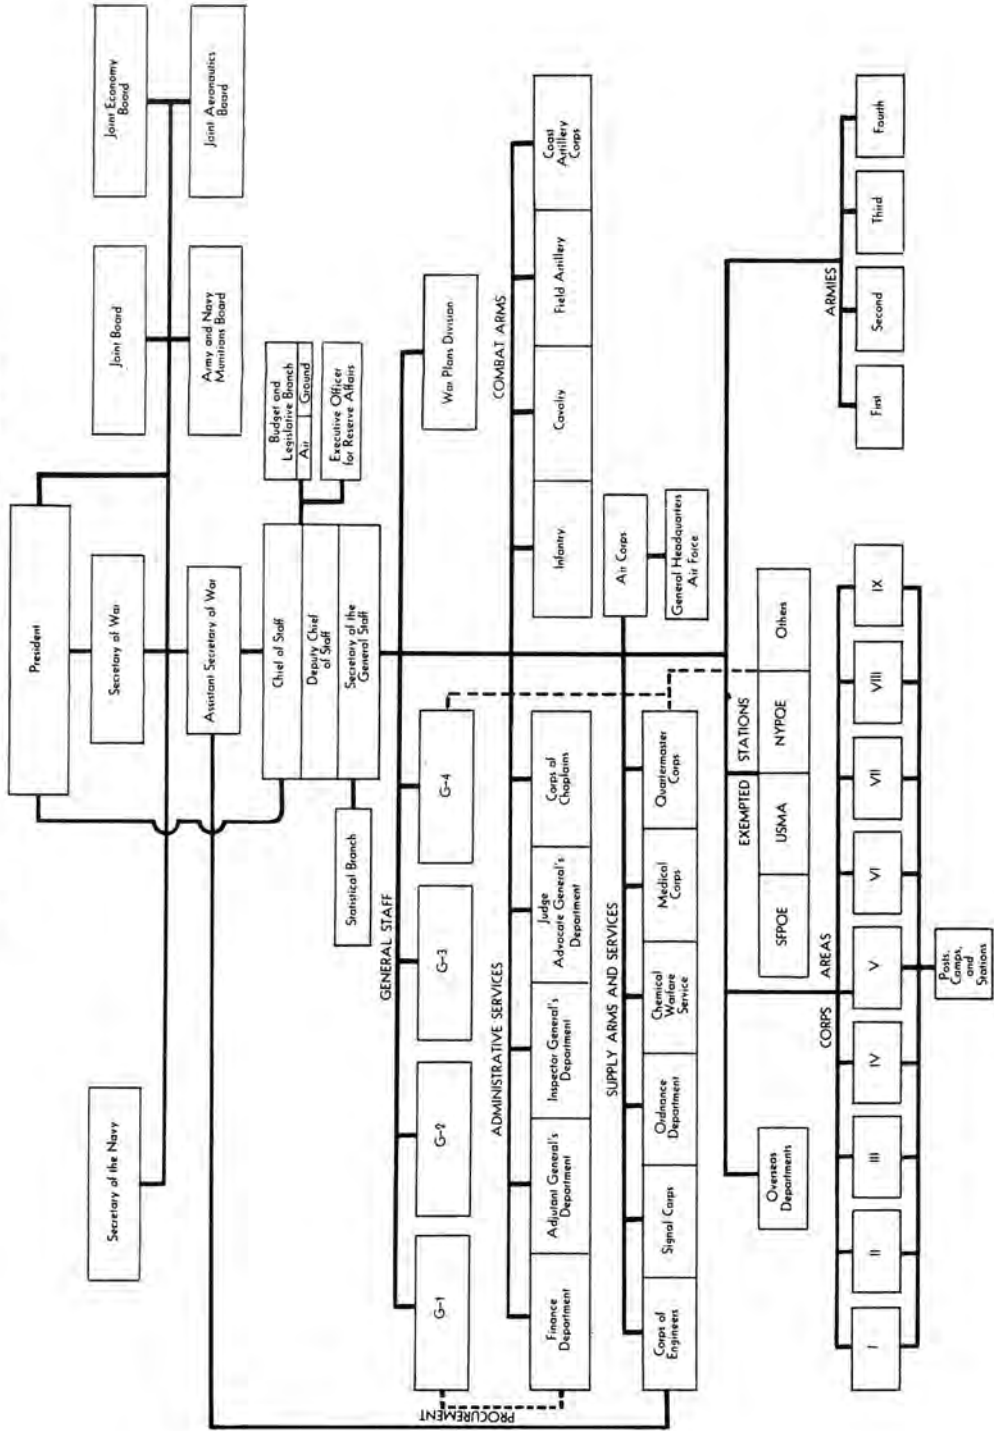 President
Secretary of the Navy
Secretary of War
Joint Board
Joint Economy
Board
Army and Navy
Munitions Board
Joint Aeronautics
Board
Assistant Secretary of War
Chief of Staff
Deputy Chief
of Staff
Secretary of the
General Staff
Budget and
Legislative Branch
Air
Ground
Executive Officer
for Reserve Affairs
Statistical Branch
GENERAL STAFF
G-1
G-2
G-3
G-4
War Plans Division
ADMINISTRATIVE SERVICES
Finance
Department
Adjutant General's
Department
Inspector General's
Department
Judge
Advocate General's
Department
Corps of
Chaplains
COMBAT ARMS
Infantry
Cavalry
Field Artillery
Coast
Artillery
Corps
PROCUREMENT
SUPPLY ARMS AND SERVICES
Corps of
Engineers
Signal Corps
Ordnance
Department
Chemical
Warfare
Service
Medical
Corps
Quartermaster
Corps
Air Corps
General Headquarters
Air Force
Overseas
Departments
EXEMPTED STATIONS
SFPOE
USMA
NYPOE
Others
CORPS AREAS
I
II
III
IV
V
VI
VII
VIII
IX
Posts,
Camps,
and
Stations
ARMIES
First
Second
Third
Fourth